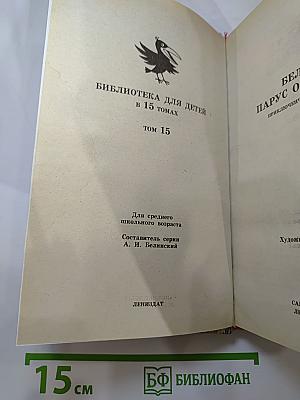 БИБЛИОТЕКА ДЛЯ ДЕТЕЙ
В 15 ТОМАХ
ТОМ 15
Для среднего
школьного возраста
Составитель серии
А. И. Белинский
ЛЕНИЗДАТ
БЕЛ
ПАРУС О
Худож
15 см
БФ БИБЛИОФАН